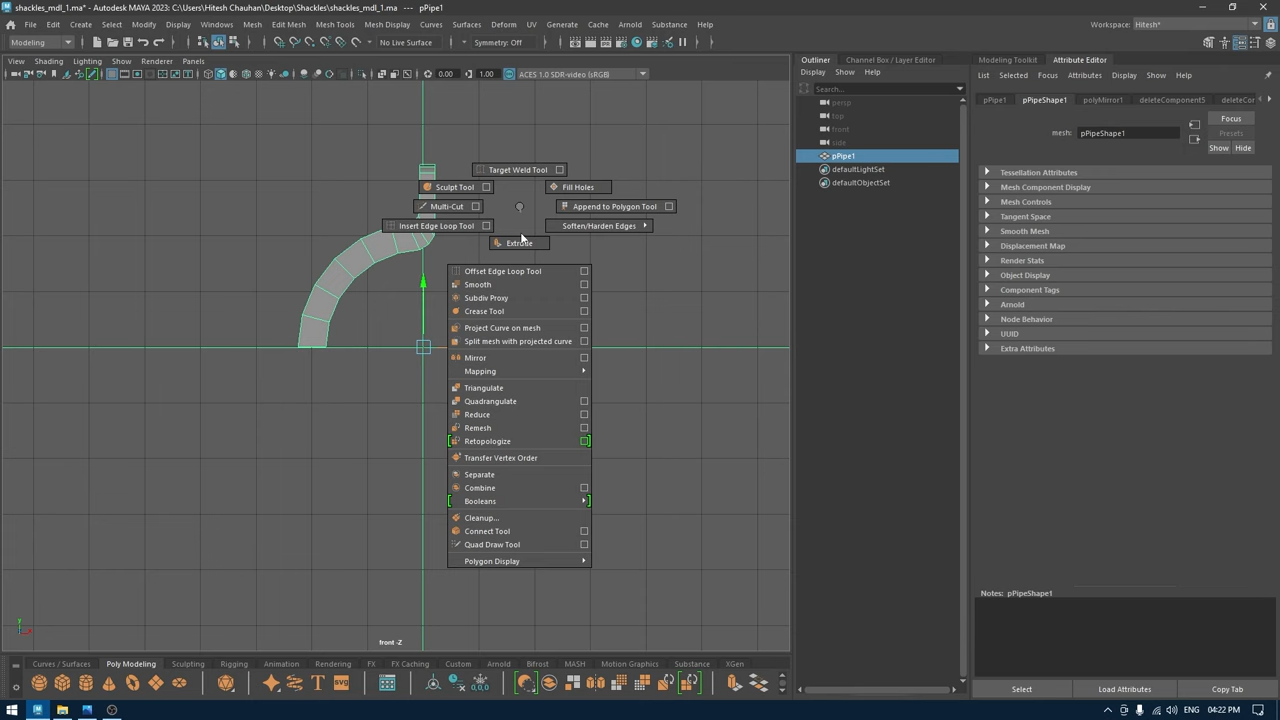 shackles_mdl_1.ma* - Autodesk MAYA 2023: C:\Users\Hitesh Chauhan\Desktop\Shackles\shackles_mdl_1.ma --- pPipe1
File Edit Create Select Modify Display Windows Mesh Edit Mesh Mesh Tools Mesh Display Curves Surfaces Deform UV Generate Cache Arnold Substance Help
Workspace: Hitesh*
Modeling No Live Surface Symmetry: Off
View Shading Lighting Show Renderer Panels
0.00 1.00 ACES 1.0 SDR-video (sRGB)
Target Weld Tool
Sculpt Tool Fill Holes
Multi-Cut Append to Polygon Tool
Insert Edge Loop Tool Soften/Harden Edges
Extrude
Offset Edge Loop Tool
Smooth
Subdiv Proxy
Crease Tool
Project Curve on mesh
Split mesh with projected curve
Mirror
Mapping
Triangulate
Quadrangulate
Reduce
Remesh
Retopologize
Transfer Vertex Order
Separate
Combine
Booleans
Cleanup...
Connect Tool
Quad Draw Tool
Polygon Display
front -Z
Outliner Channel Box / Layer Editor
Display Show Help
Search...
persp
top
front
side
pPipe1
defaultLightSet
defaultObjectSet
Modeling Toolkit Attribute Editor
List Selected Focus Attributes Display Show Help
pPipe1 pPipeShape1 polyMirror1 deleteComponent5 deleteCor
Focus
Presets
Show Hide
mesh: pPipeShape1
Tessellation Attributes
Mesh Component Display
Mesh Controls
Tangent Space
Smooth Mesh
Displacement Map
Render Stats
Object Display
Component Tags
Arnold
Node Behavior
UUID
Extra Attributes
Notes: pPipeShape1
Select Load Attributes Copy Tab
Curves / Surfaces Poly Modeling Sculpting Rigging Animation Rendering FX FX Caching Custom Arnold Bifrost MASH Motion Graphics Substance XGen
04:22 PM